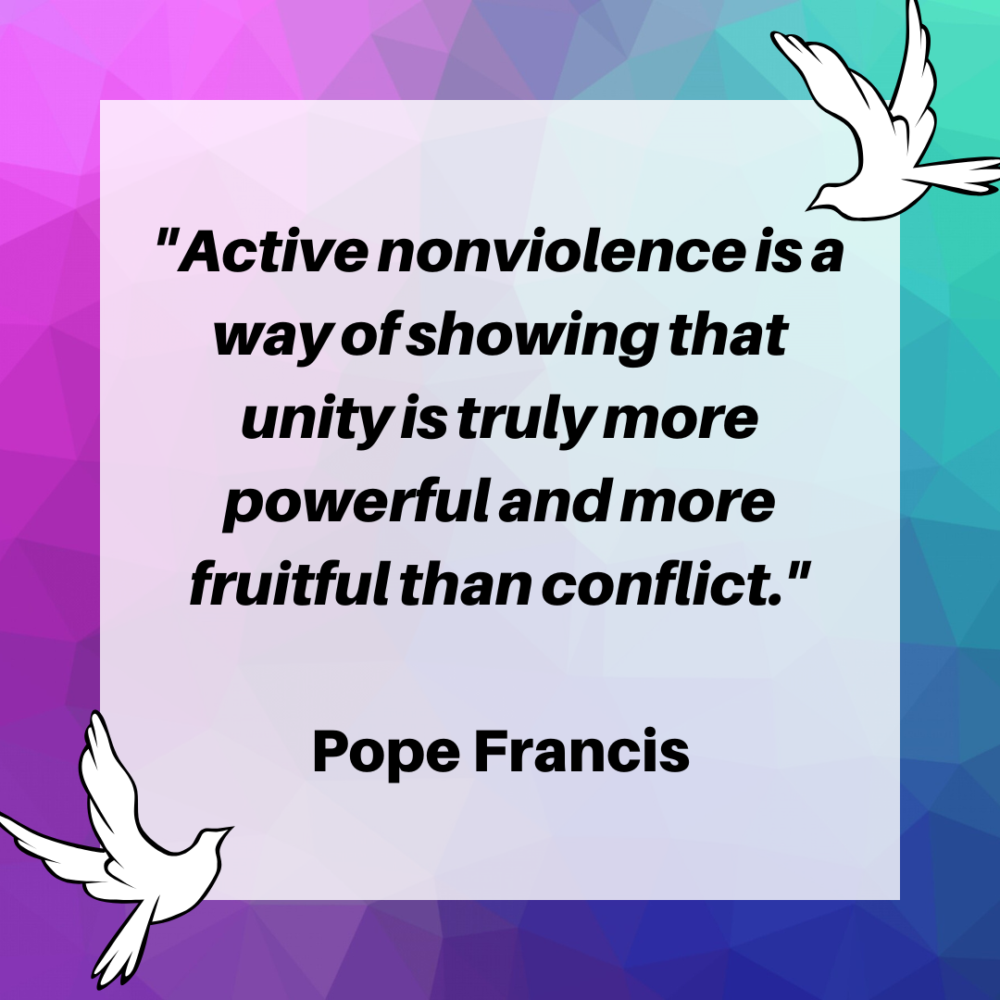 "Active nonviolence is a
way of showing that
unity is truly more
powerful and more
fruitful than conflict."
Pope Francis